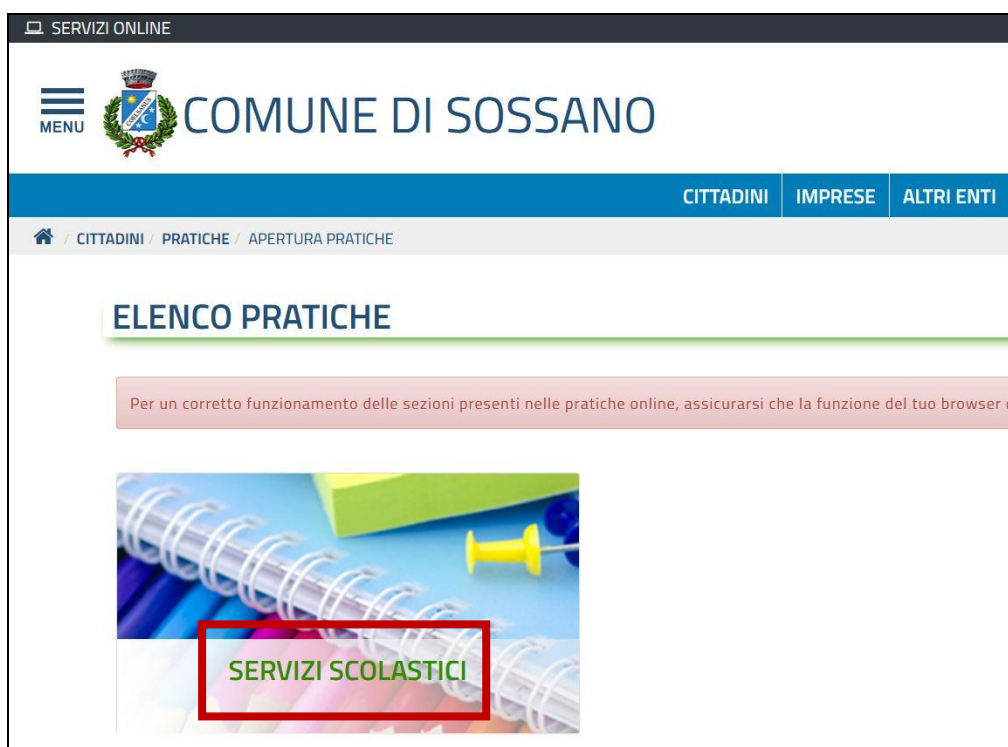 SERVIZI ONLINE
MENU
COMUNE DI SOSSANO
CITTADINI IMPRESE ALTRI ENTI
/ CITTADINI / PRATICHE / APERTURA PRATICHE
ELENCO PRATICHE
Per un corretto funzionamento delle sezioni presenti nelle pratiche online, assicurarsi che la funzione del tuo browser
SERVIZI SCOLASTICI